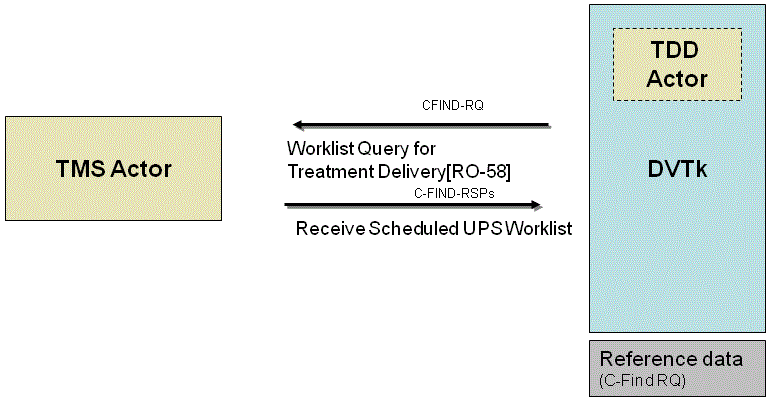 TDD
Actor
CFIND-RQ
TMS Actor
Worklist Query for
Treatment Delivery[RO-58]
DVTk
C-FIND-RSPs
Receive Scheduled UPS Worklist
Reference data
(C-Find RQ)